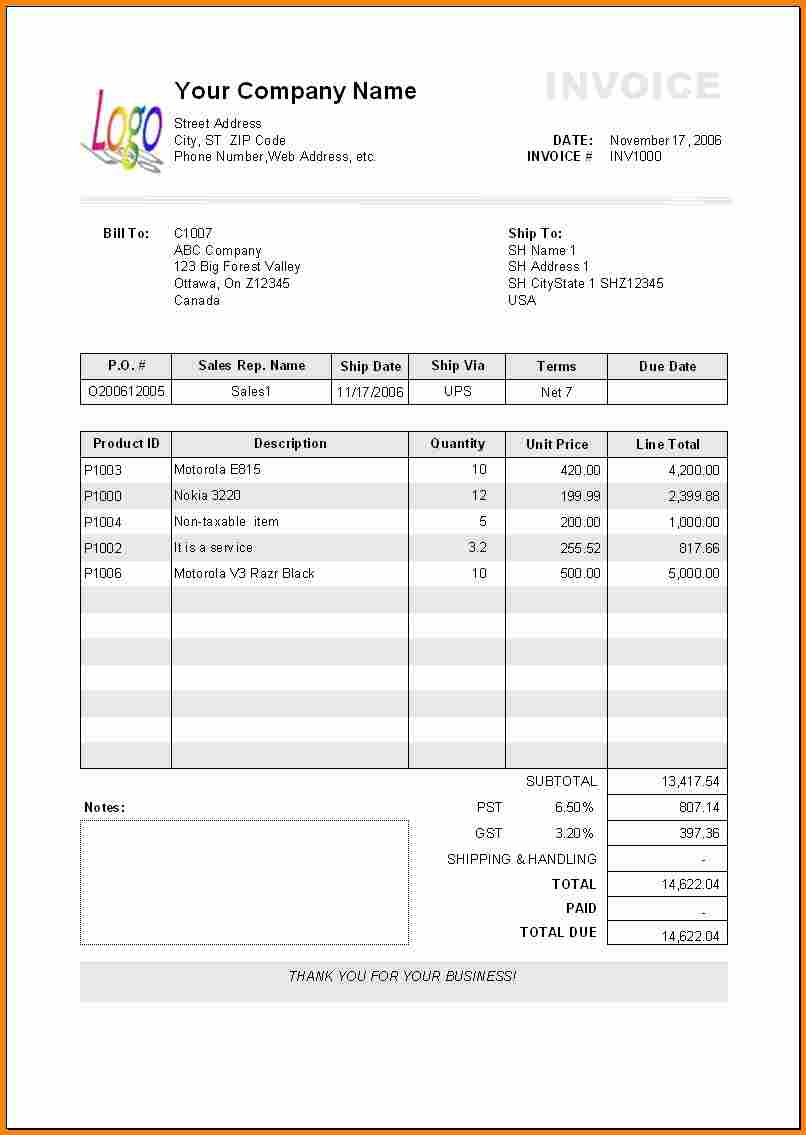 Logo
Your Company Name
INVOICE
Street Address
City, ST ZIP Code
Phone Number,Web Address, etc.
DATE: November 17, 2006
INVOICE # INV1000
Bill To: C1007
ABC Company
123 Big Forest Valley
Ottawa, On Z12345
Canada
Ship To:
SH Name 1
SH Address 1
SH CityState 1 SHZ12345
USA
P.O. # Sales Rep. Name Ship Date Ship Via Terms Due Date
O200612005 Sales1 11/17/2006 UPS Net 7
Product ID Description Quantity Unit Price Line Total
P1003 Motorola E815 10 420.00 4,200.00
P1000 Nokia 3220 12 199.99 2,399.88
P1004 Non-taxable item 5 200.00 1,000.00
P1002 It is a service 3.2 255.52 817.66
P1006 Motorola V3 Razr Black 10 500.00 5,000.00
SUBTOTAL 13,417.54
Notes:
PST 6.50% 807.14
GST 3.20% 397.36
SHIPPING & HANDLING -
TOTAL 14,622.04
PAID -
TOTAL DUE 14,622.04
THANK YOU FOR YOUR BUSINESS!